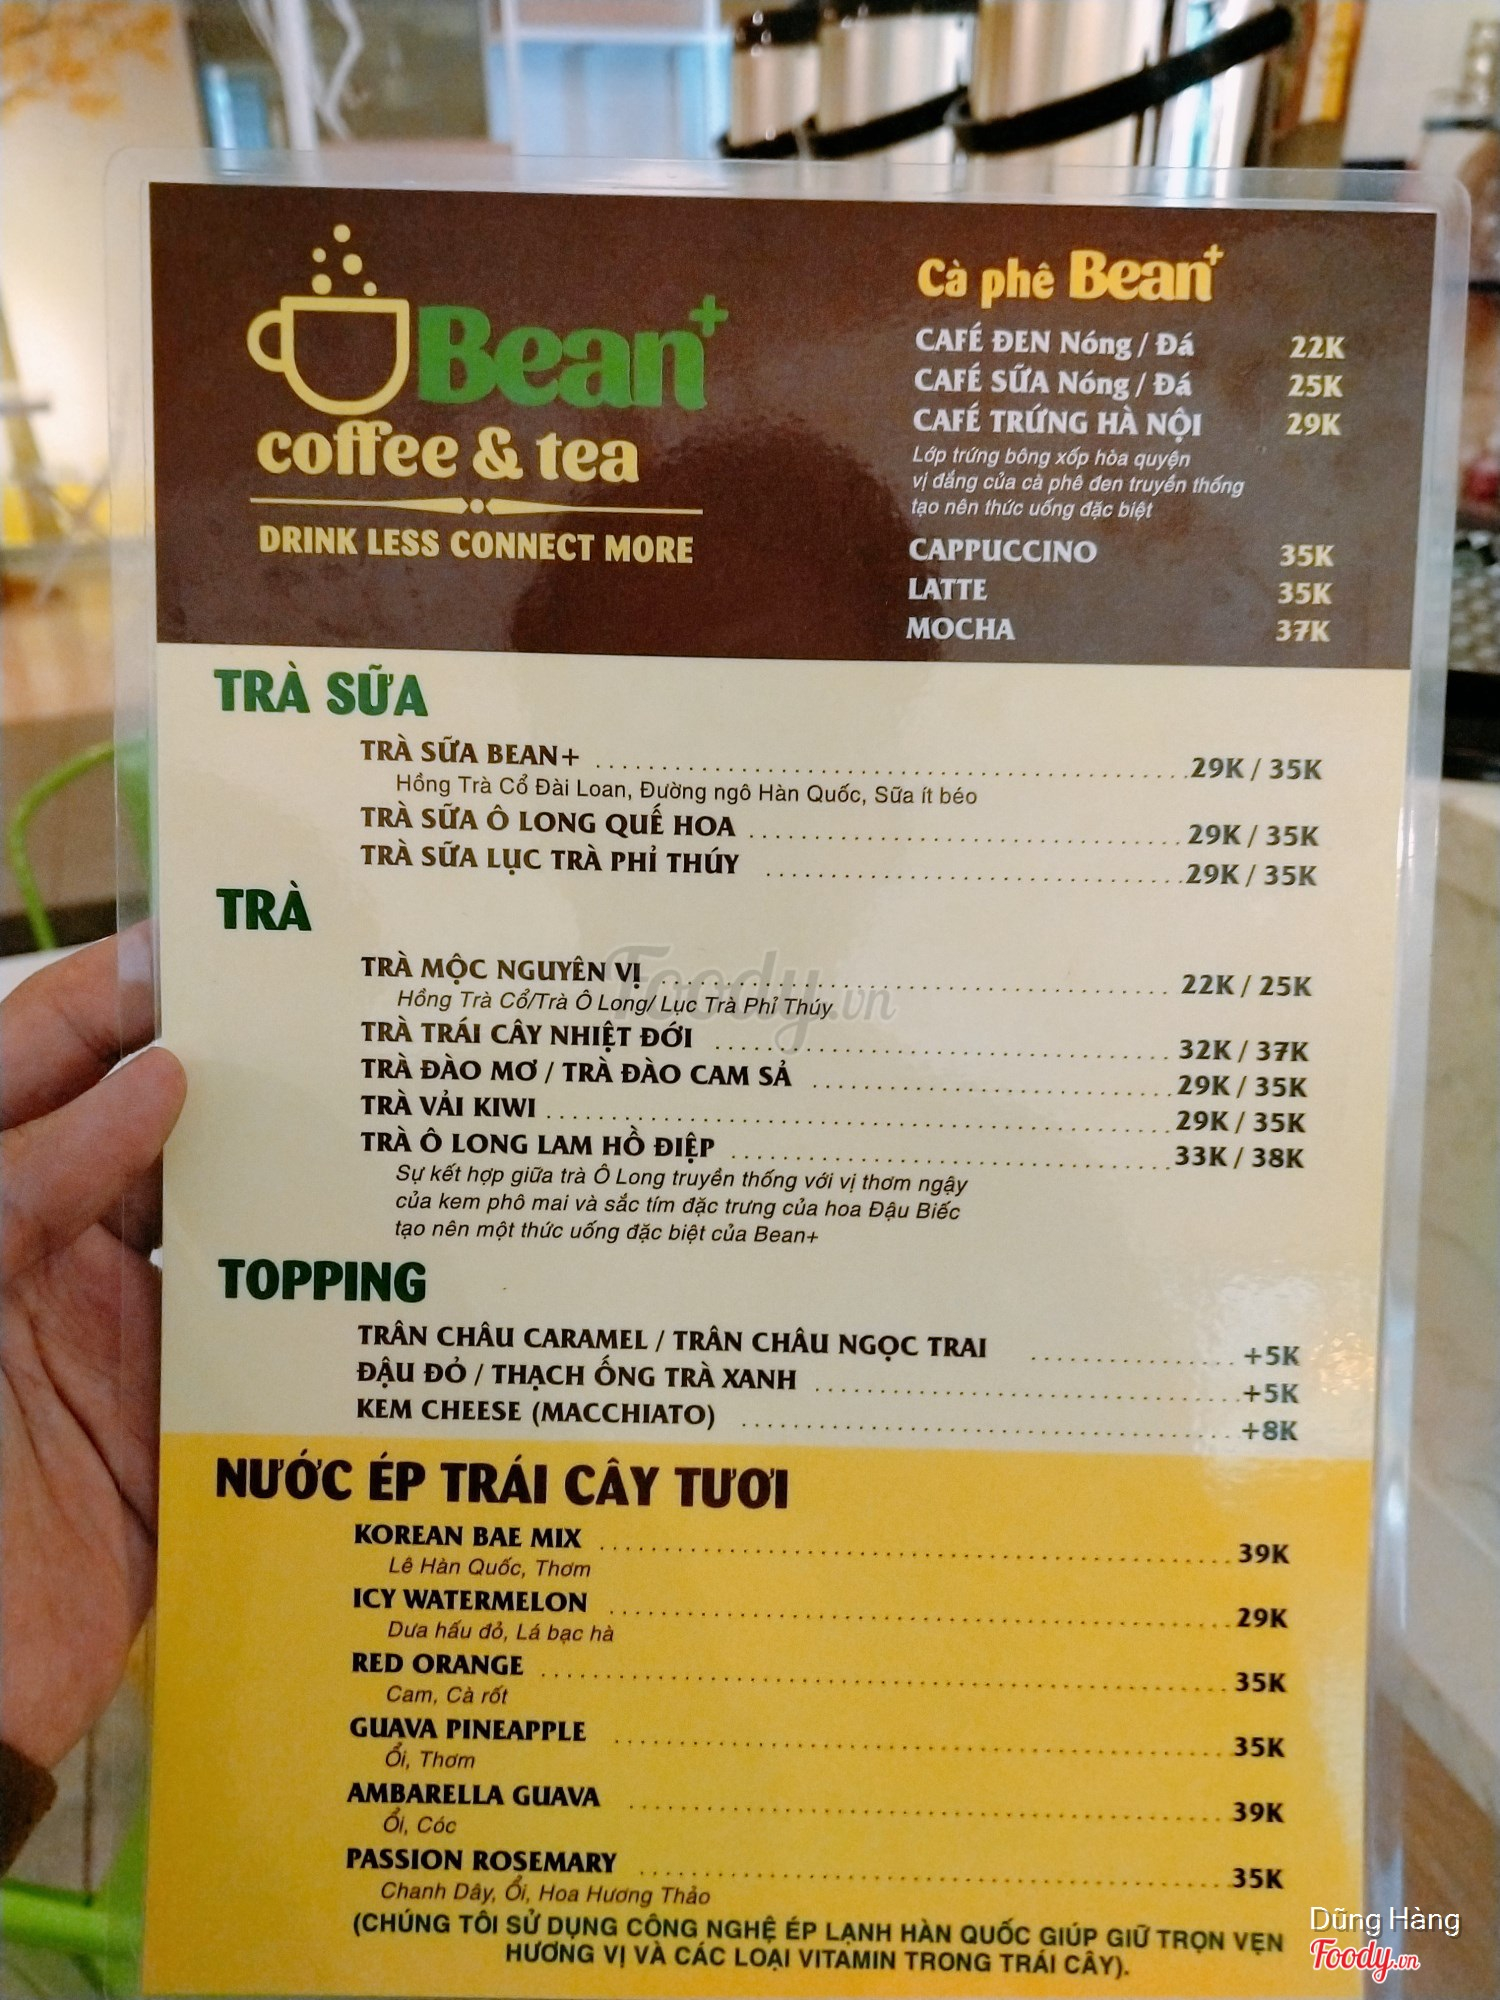 Bean+
coffee & tea
DRINK LESS CONNECT MORE
Cà phê Bean+
CAFÉ ĐEN Nóng / Đá 22K
CAFÉ SỮA Nóng / Đá 25K
CAFÉ TRỨNG HÀ NỘI 29K
Lớp trứng bông xốp hòa quyện
vị đắng của cà phê đen truyền thống
tạo nên thức uống đặc biệt
CAPPUCCINO 35K
LATTE 35K
MOCHA 37K
TRÀ SỮA
TRÀ SỮA BEAN+ 29K / 35K
Hồng Trà Cổ Đài Loan, Đường ngô Hàn Quốc, Sữa ít béo
TRÀ SỮA Ô LONG QUẾ HOA 29K / 35K
TRÀ SỮA LỤC TRÀ PHỈ THÚY 29K / 35K
TRÀ
TRÀ MỘC NGUYÊN VỊ 22K / 25K
Hồng Trà Cổ/Trà Ô Long/ Lục Trà Phỉ Thúy
TRÀ TRÁI CÂY NHIỆT ĐỚI 32K / 37K
TRÀ ĐÀO MƠ / TRÀ ĐÀO CAM SẢ 29K / 35K
TRÀ VẢI KIWI 29K / 35K
TRÀ Ô LONG LAM HỒ ĐIỆP 33K / 38K
Sự kết hợp giữa trà Ô Long truyền thống với vị thơm ngậy
của kem phô mai và sắc tím đặc trưng của hoa Đậu Biếc
tạo nên một thức uống đặc biệt của Bean+
TOPPING
TRÂN CHÂU CARAMEL / TRÂN CHÂU NGỌC TRAI +5K
ĐẬU ĐỎ / THẠCH ỐNG TRÀ XANH +5K
KEM CHEESE (MACCHIATO) +8K
NƯỚC ÉP TRÁI CÂY TƯƠI
KOREAN BAE MIX 39K
Lê Hàn Quốc, Thơm
ICY WATERMELON 29K
Dưa hấu đỏ, Lá bạc hà
RED ORANGE 35K
Cam, Cà rốt
GUAVA PINEAPPLE 35K
Ổi, Thơm
AMBARELLA GUAVA 39K
Ổi, Cóc
PASSION ROSEMARY 35K
Chanh Dây, Ổi, Hoa Hương Thảo
(CHÚNG TÔI SỬ DỤNG CÔNG NGHỆ ÉP LẠNH HÀN QUỐC GIÚP GIỮ TRỌN VẸN
HƯƠNG VỊ VÀ CÁC LOẠI VITAMIN TRONG TRÁI CÂY).
Foody.vn
Dũng Hàng
Foody.vn